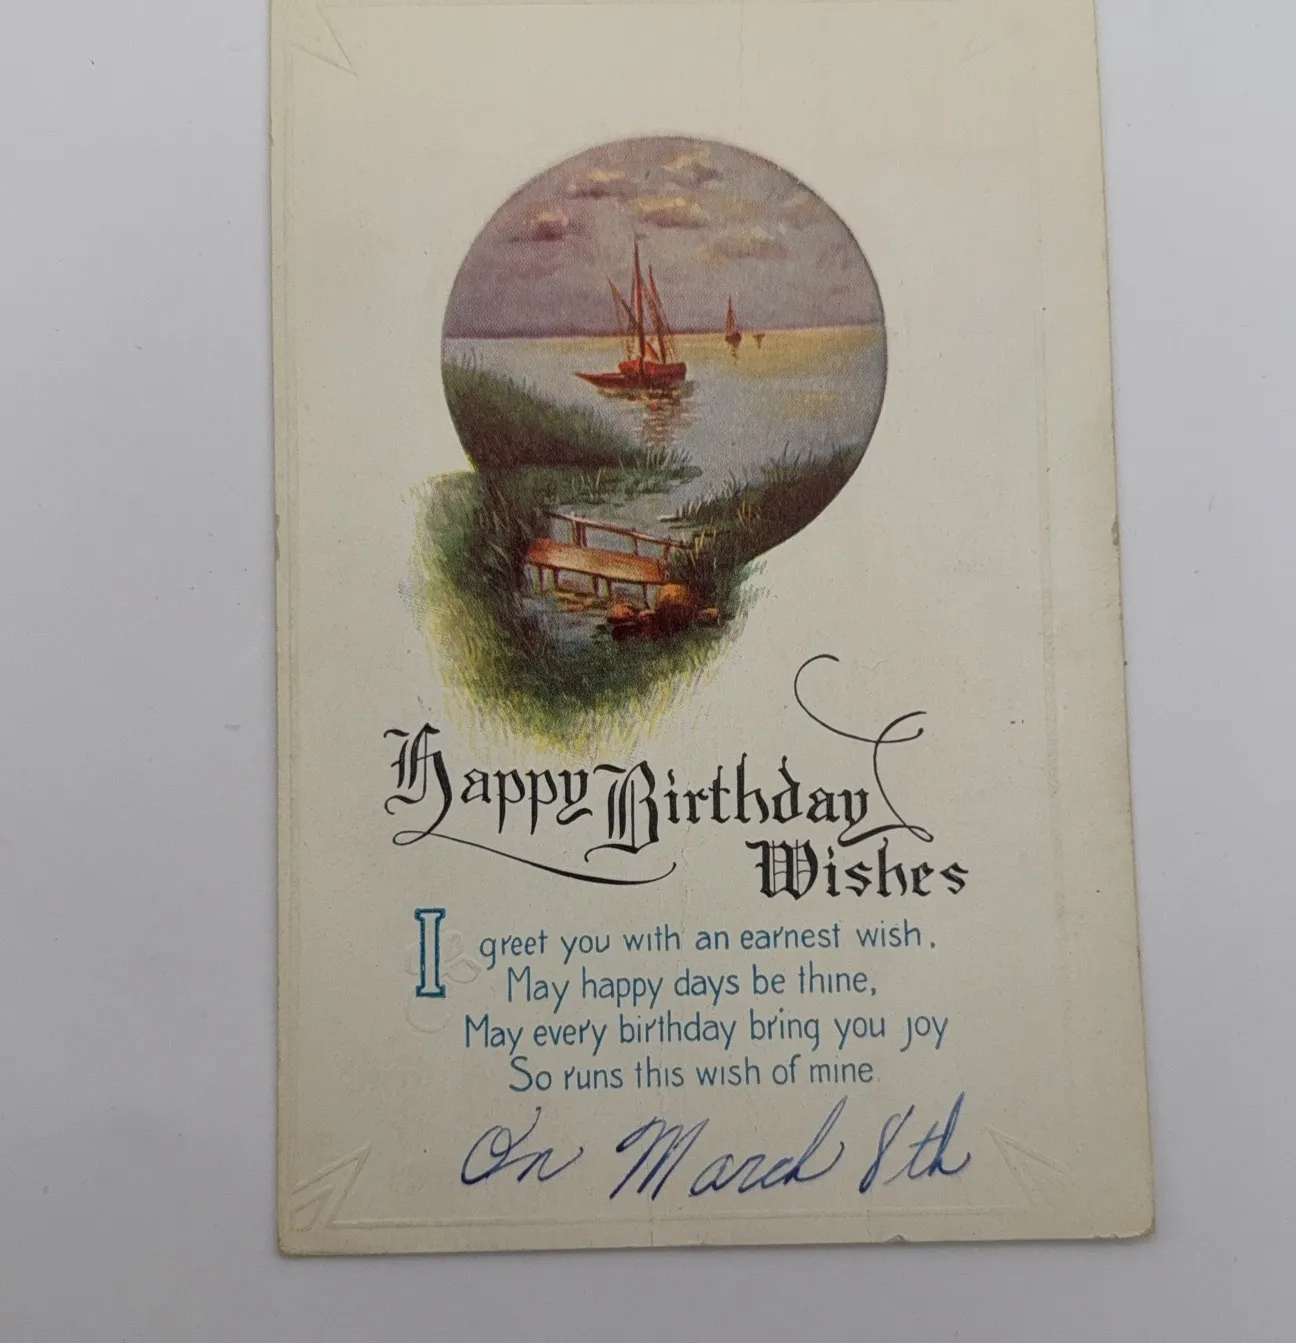 Happy Birthday
Wishes
I greet you with an earnest wish.
May happy days be thine,
May every birthday bring you joy
So runs this wish of mine
On March 8th